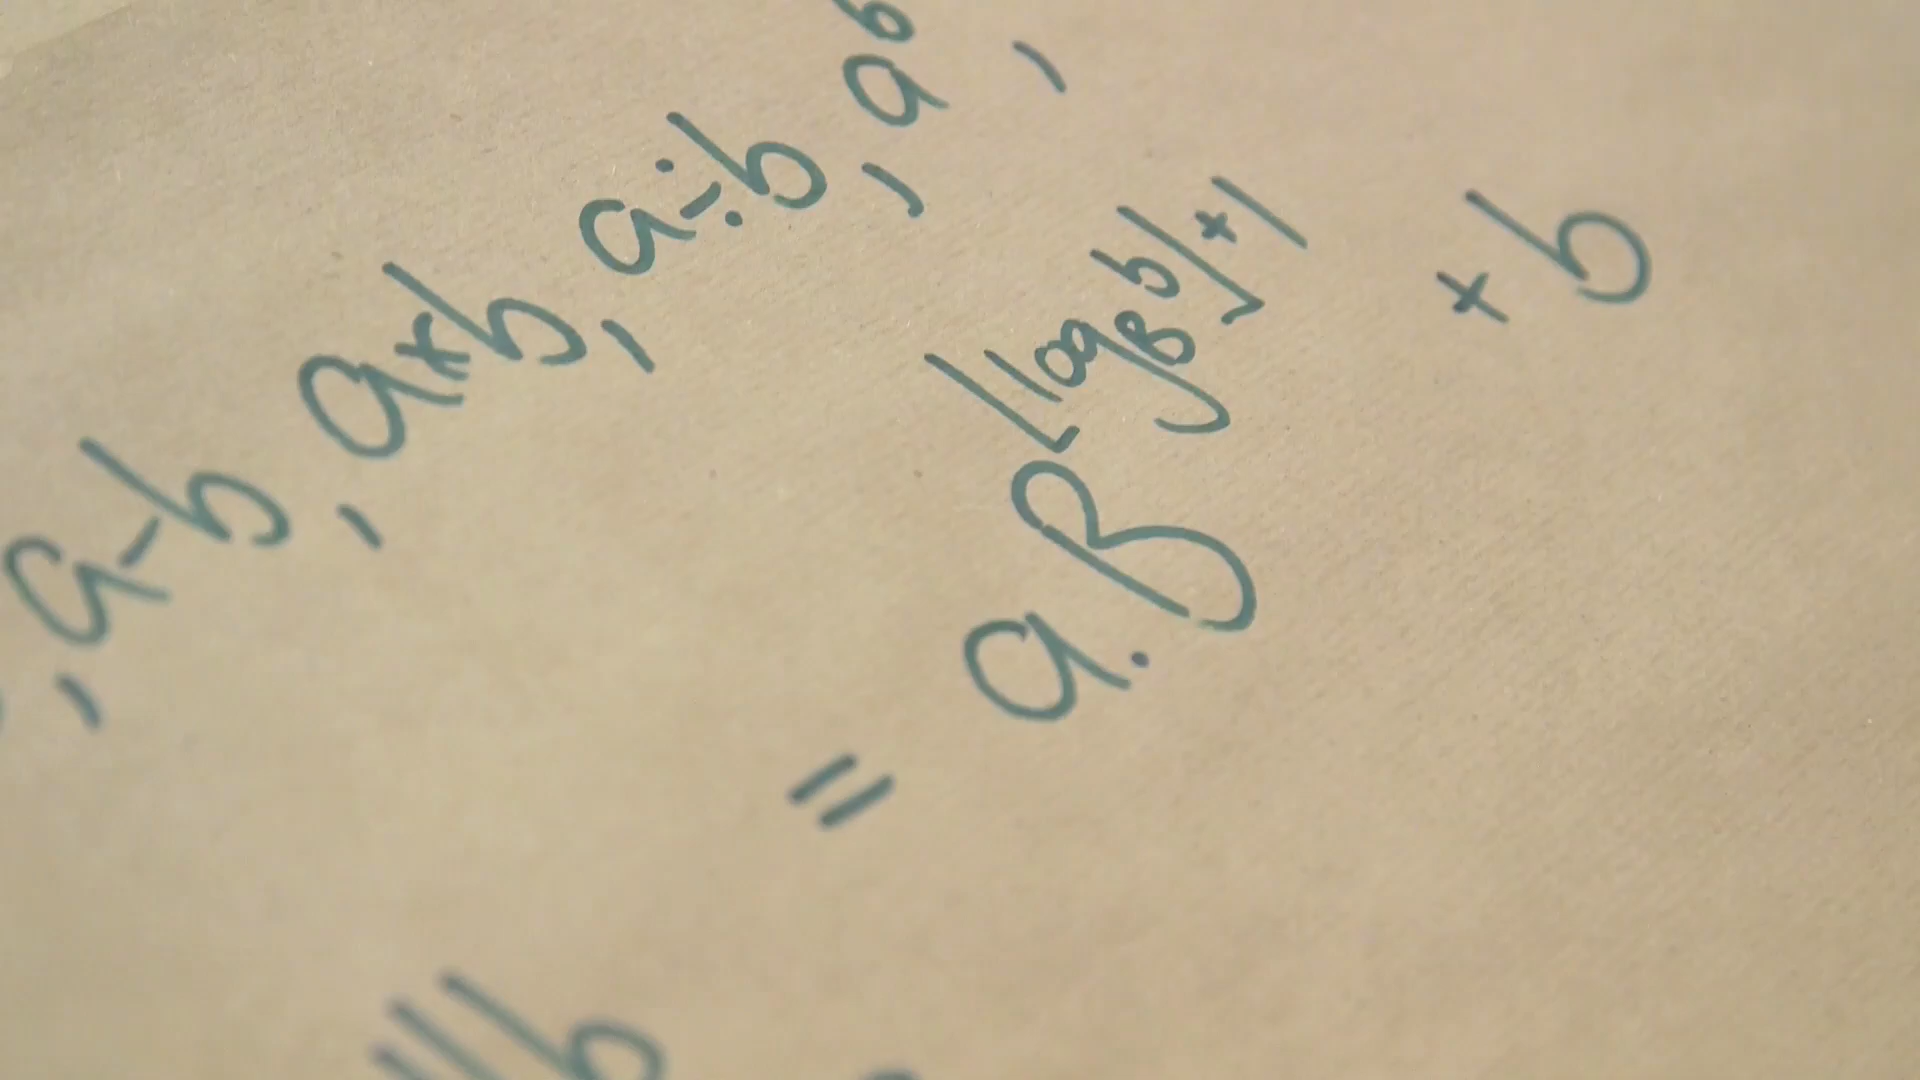 , a-b, a×b, a÷b, a^b,
= a.B^(⌊log_B b⌋+1) + b
||b